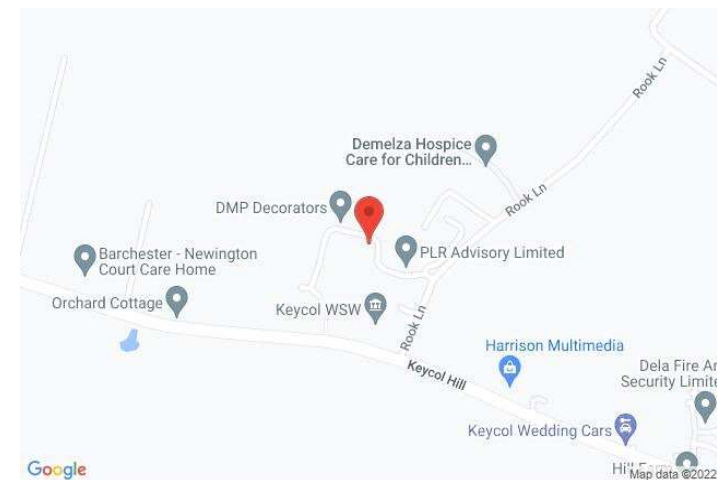 Rook Ln
Demelza Hospice
Care for Children...
DMP Decorators
Rook Ln
PLR Advisory Limited
Barchester - Newington
Court Care Home
Orchard Cottage
Keycol WSW
Rook Ln
Harrison Multimedia
Keycol Hill
Dela Fire Ar
Security Limite
Keycol Wedding Cars
Google
Map data ©2022